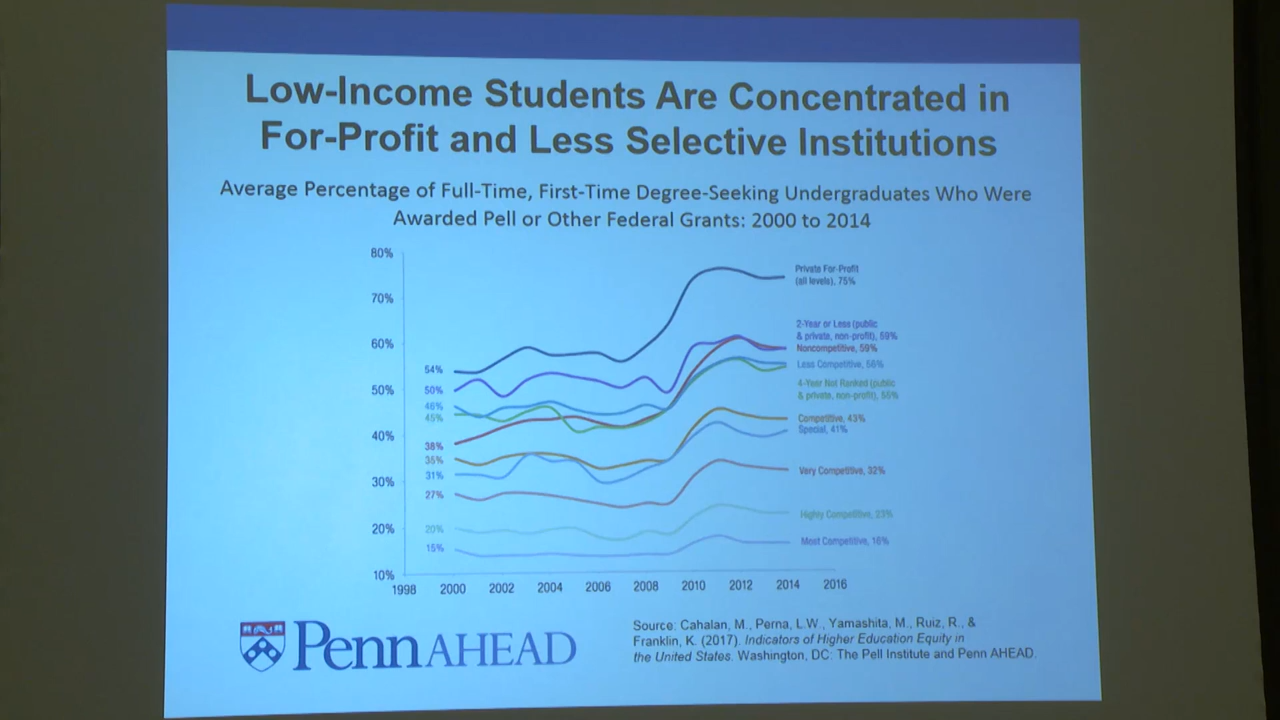 Low-Income Students Are Concentrated in
For-Profit and Less Selective Institutions
Average Percentage of Full-Time, First-Time Degree-Seeking Undergraduates Who Were
Awarded Pell or Other Federal Grants: 2000 to 2014
80%
70%
60%
50%
40%
30%
20%
10%
54%
50%
46%
45%
38%
35%
31%
27%
20%
15%
Private For-Profit
(all levels), 75%
2-Year or Less (public
& private, non-profit), 59%
Noncompetitive, 59%
Less Competitive, 56%
4-Year Not Ranked (public
& private, non-profit), 55%
Competitive, 43%
Special, 41%
Very Competitive, 32%
Highly Competitive, 23%
Most Competitive, 16%
1998 2000 2002 2004 2006 2008 2010 2012 2014 2016
Penn AHEAD
Source: Cahalan, M., Perna, L.W., Yamashita, M., Ruiz, R., &
Franklin, K. (2017). Indicators of Higher Education Equity in
the United States. Washington, DC: The Pell Institute and Penn AHEAD.